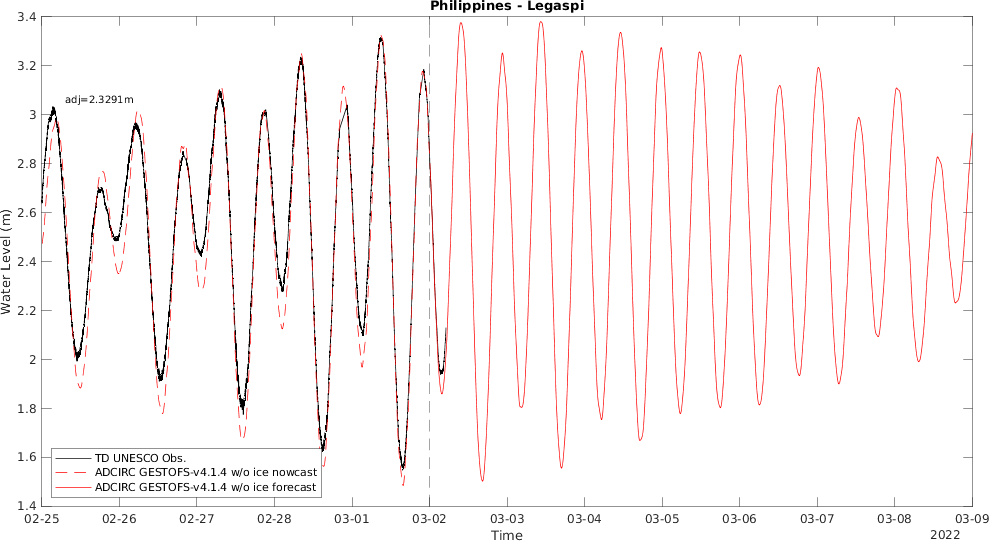 Philippines - Legaspi
3.4
3.2
3
2.8
2.6
2.4
2.2
2
1.8
1.6
1.4
Water Level (m)
adj=2.3291m
TD UNESCO Obs.
ADCIRC GESTOFS-v4.1.4 w/o ice nowcast
ADCIRC GESTOFS-v4.1.4 w/o ice forecast
02-25 02-26 02-27 02-28 03-01 03-02 03-03 03-04 03-05 03-06 03-07 03-08 03-09
Time
2022